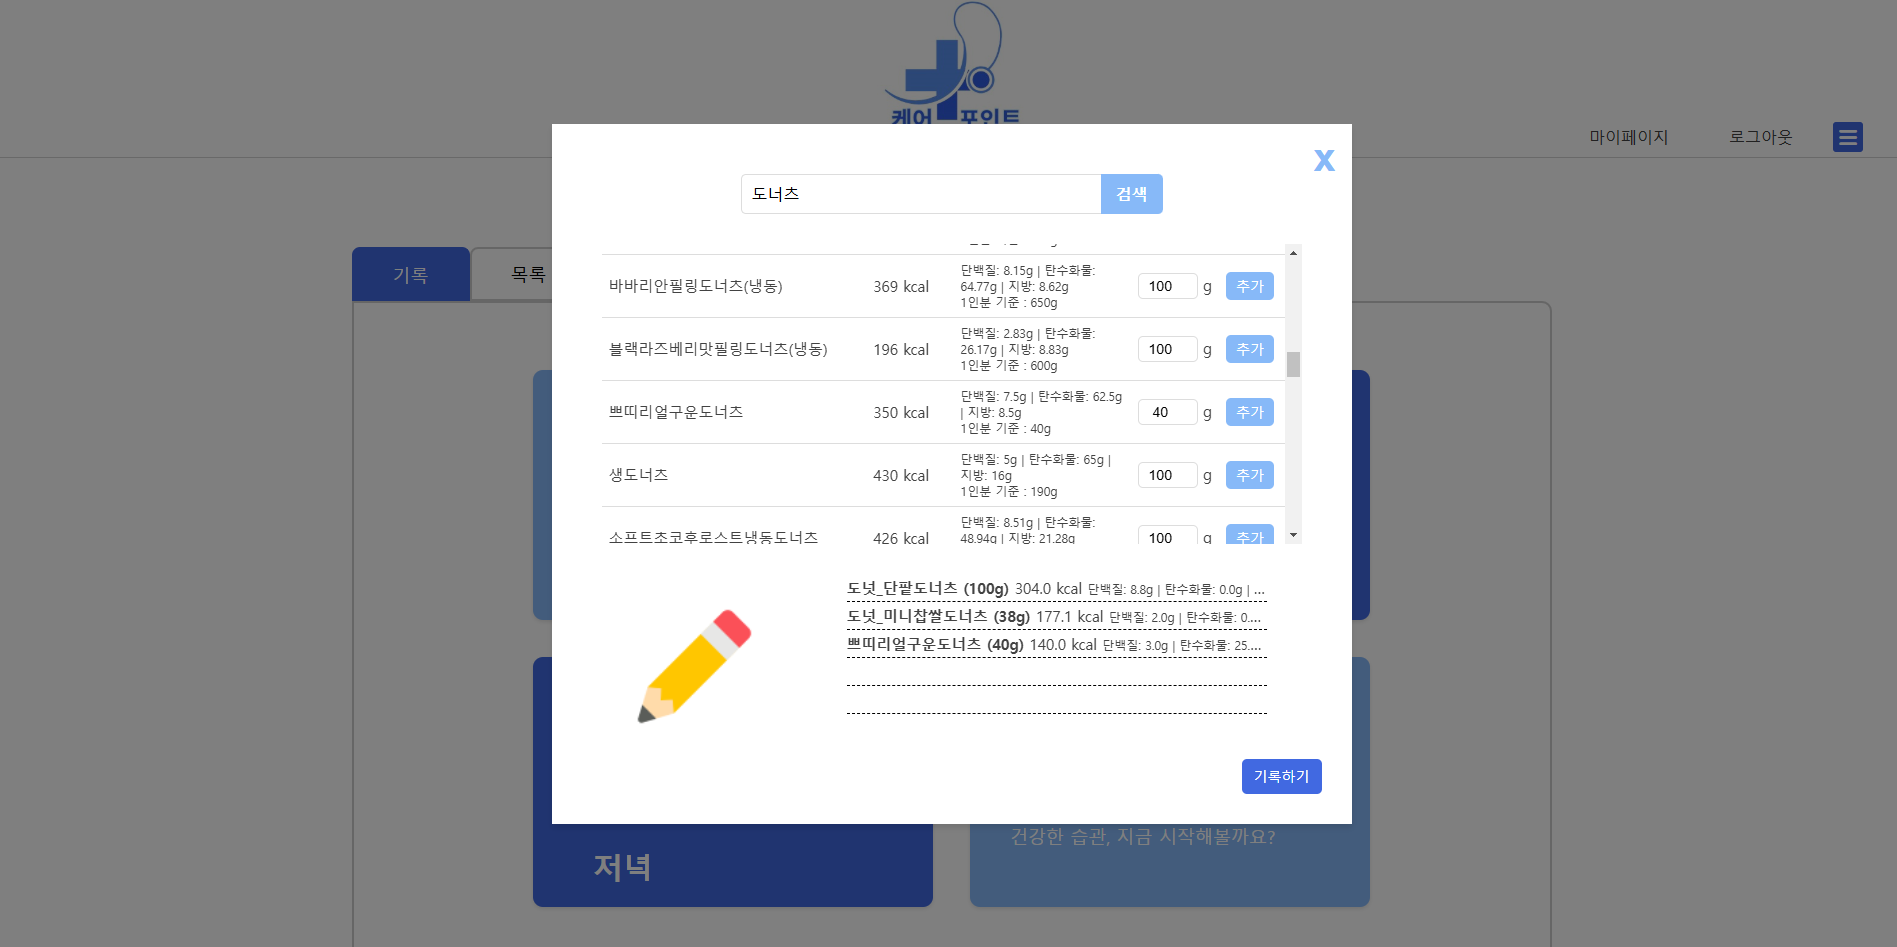 케어 포인트
마이페이지
로그아웃
X
도너츠
검색
기록
목록
바바리안필링도너츠(냉동)
369 kcal
단백질: 8.15g | 탄수화물:
64.77g | 지방: 8.62g
1인분 기준 : 650g
100 g
추가
블랙라즈베리맛필링도너츠(냉동)
196 kcal
단백질: 2.83g | 탄수화물:
26.17g | 지방: 8.83g
1인분 기준 : 600g
100 g
추가
쁘띠리얼구운도너츠
350 kcal
단백질: 7.5g | 탄수화물: 62.5g
| 지방: 8.5g
1인분 기준 : 40g
40 g
추가
생도너츠
430 kcal
단백질: 5g | 탄수화물: 65g |
지방: 16g
1인분 기준 : 190g
100 g
추가
소프트초코후로스트냉동도너츠
426 kcal
단백질: 8.51g | 탄수화물:
48.94g | 지방: 21.28g
100 g
추가
도넛_단팥도너츠 (100g) 304.0 kcal 단백질: 8.8g | 탄수화물: 0.0g | ...
도넛_미니찹쌀도너츠 (38g) 177.1 kcal 단백질: 2.0g | 탄수화물: 0....
쁘띠리얼구운도너츠 (40g) 140.0 kcal 단백질: 3.0g | 탄수화물: 25....
기록하기
건강한 습관, 지금 시작해볼까요?
저녁